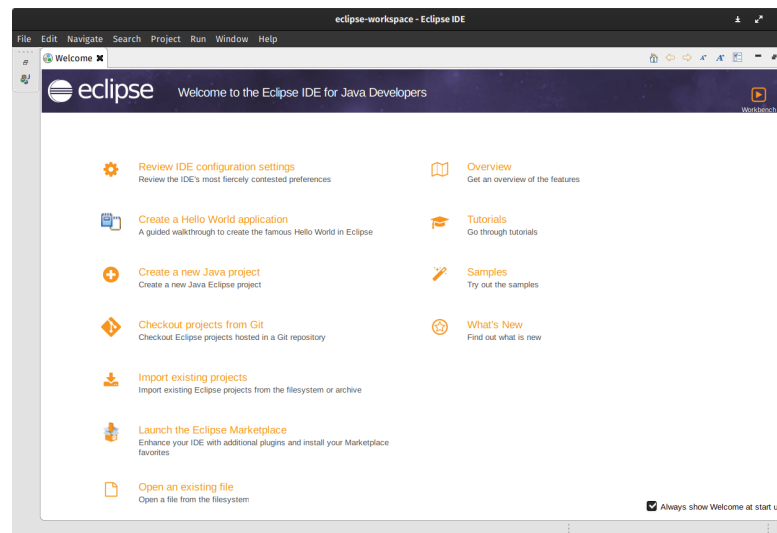 eclipse-workspace - Eclipse IDE
File Edit Navigate Search Project Run Window Help
Welcome
eclipse
Welcome to the Eclipse IDE for Java Developers
Workbench
Review IDE configuration settings
Review the IDE's most fiercely contested preferences
Overview
Get an overview of the features
Create a Hello World application
A guided walkthrough to create the famous Hello World in Eclipse
Tutorials
Go through tutorials
Create a new Java project
Create a new Java Eclipse project
Samples
Try out the samples
Checkout projects from Git
Checkout Eclipse projects hosted in a Git repository
What's New
Find out what is new
Import existing projects
Import existing Eclipse projects from the filesystem or archive
Launch the Eclipse Marketplace
Enhance your IDE with additional plugins and install your Marketplace
favorites
Open an existing file
Open a file from the filesystem
Always show Welcome at start u